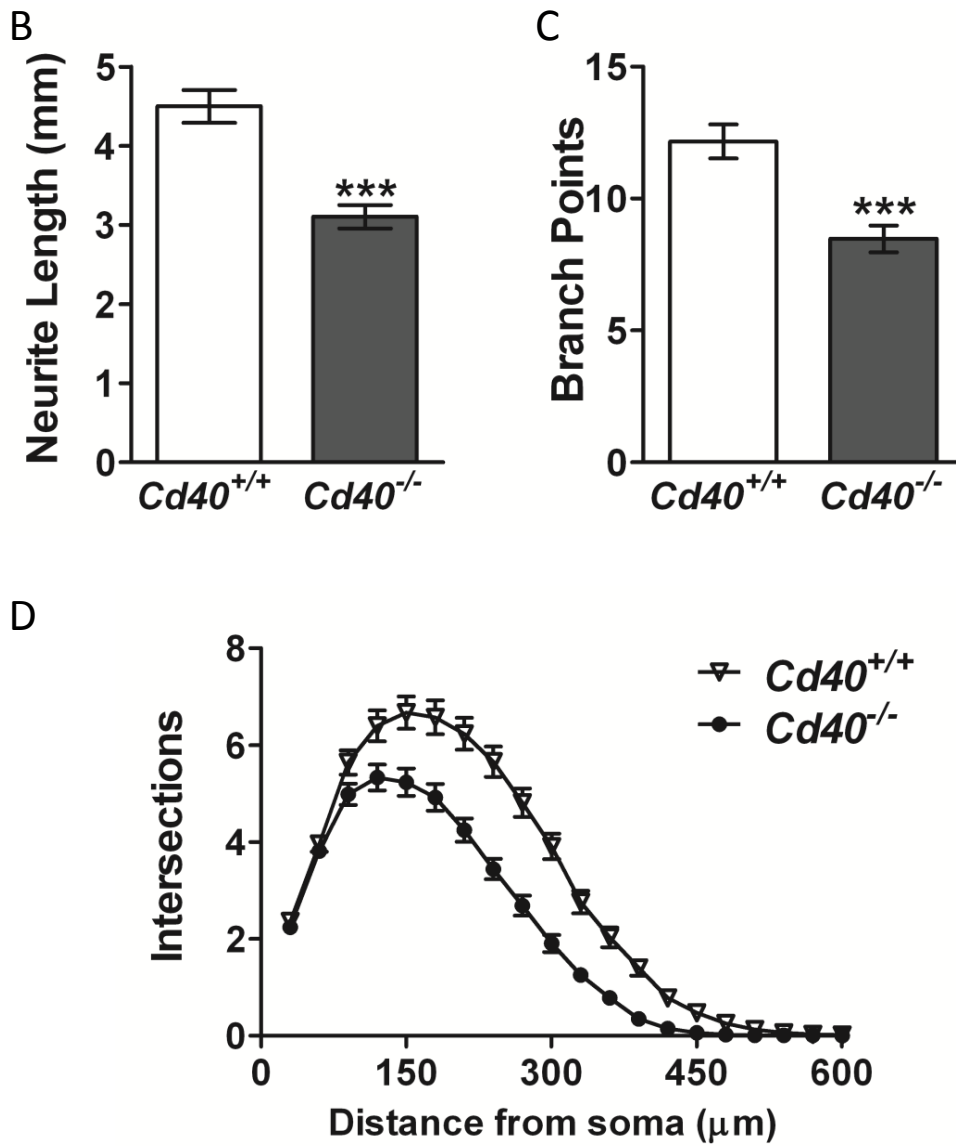 B
Neurite Length (mm)
5
4
3
2
1
0
***
Cd40+/+
Cd40-/-
C
Branch Points
15
10
5
0
***
Cd40+/+
Cd40-/-
D
Intersections
8
6
4
2
0
Cd40+/+
Cd40-/-
0 150 300 450 600
Distance from soma (μm)